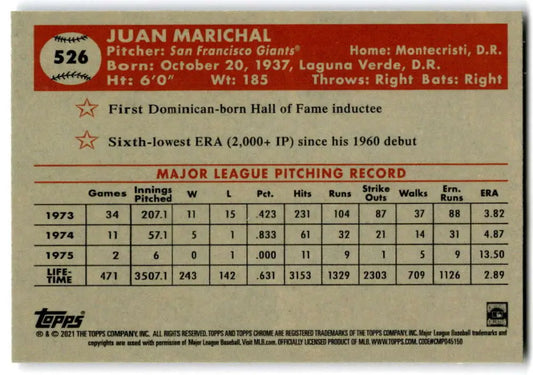 526
JUAN MARICHAL
Pitcher: San Francisco Giants® Home: Montecristi, D.R.
Born: October 20, 1937, Laguna Verde, D.R.
Ht: 6'0" Wt: 185 Throws: Right Bats: Right
First Dominican-born Hall of Fame inductee
Sixth-lowest ERA (2,000+ IP) since his 1960 debut
MAJOR LEAGUE PITCHING RECORD
Games Innings Pitched W L Pct. Hits Runs Strike Outs Walks Ern. Runs ERA
1973 34 207.1 11 15 .423 231 104 87 37 88 3.82
1974 11 57.1 5 1 .833 61 32 21 14 31 4.87
1975 2 6 0 1 .000 11 9 1 5 9 13.50
LIFE-TIME 471 3507.1 243 142 .631 3153 1329 2303 709 1126 2.89
Topps
® & © 2021 THE TOPPS COMPANY, INC. ALL RIGHTS RESERVED. TOPPS AND TOPPS CHROME ARE REGISTERED TRADEMARKS OF THE TOPPS COMPANY, INC. Major League Baseball trademarks and
copyrights are used with permission of Major League Baseball. Visit MLB.com. OFFICIALLY LICENSED PRODUCT OF MLB. WWW.TOPPS.COM. CODE#CMP045150